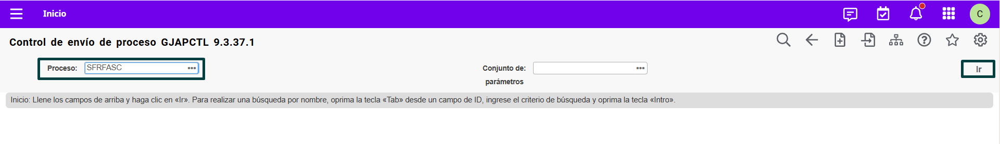 Inicio
C
Control de envío de proceso GJAPCTL 9.3.37.1
Proceso: SFRFASC
Conjunto de: parámetros
Ir
Inicio: Llene los campos de arriba y haga clic en «Ir». Para realizar una búsqueda por nombre, oprima la tecla «Tab» desde un campo de ID, ingrese el criterio de búsqueda y oprima la tecla «Intro».